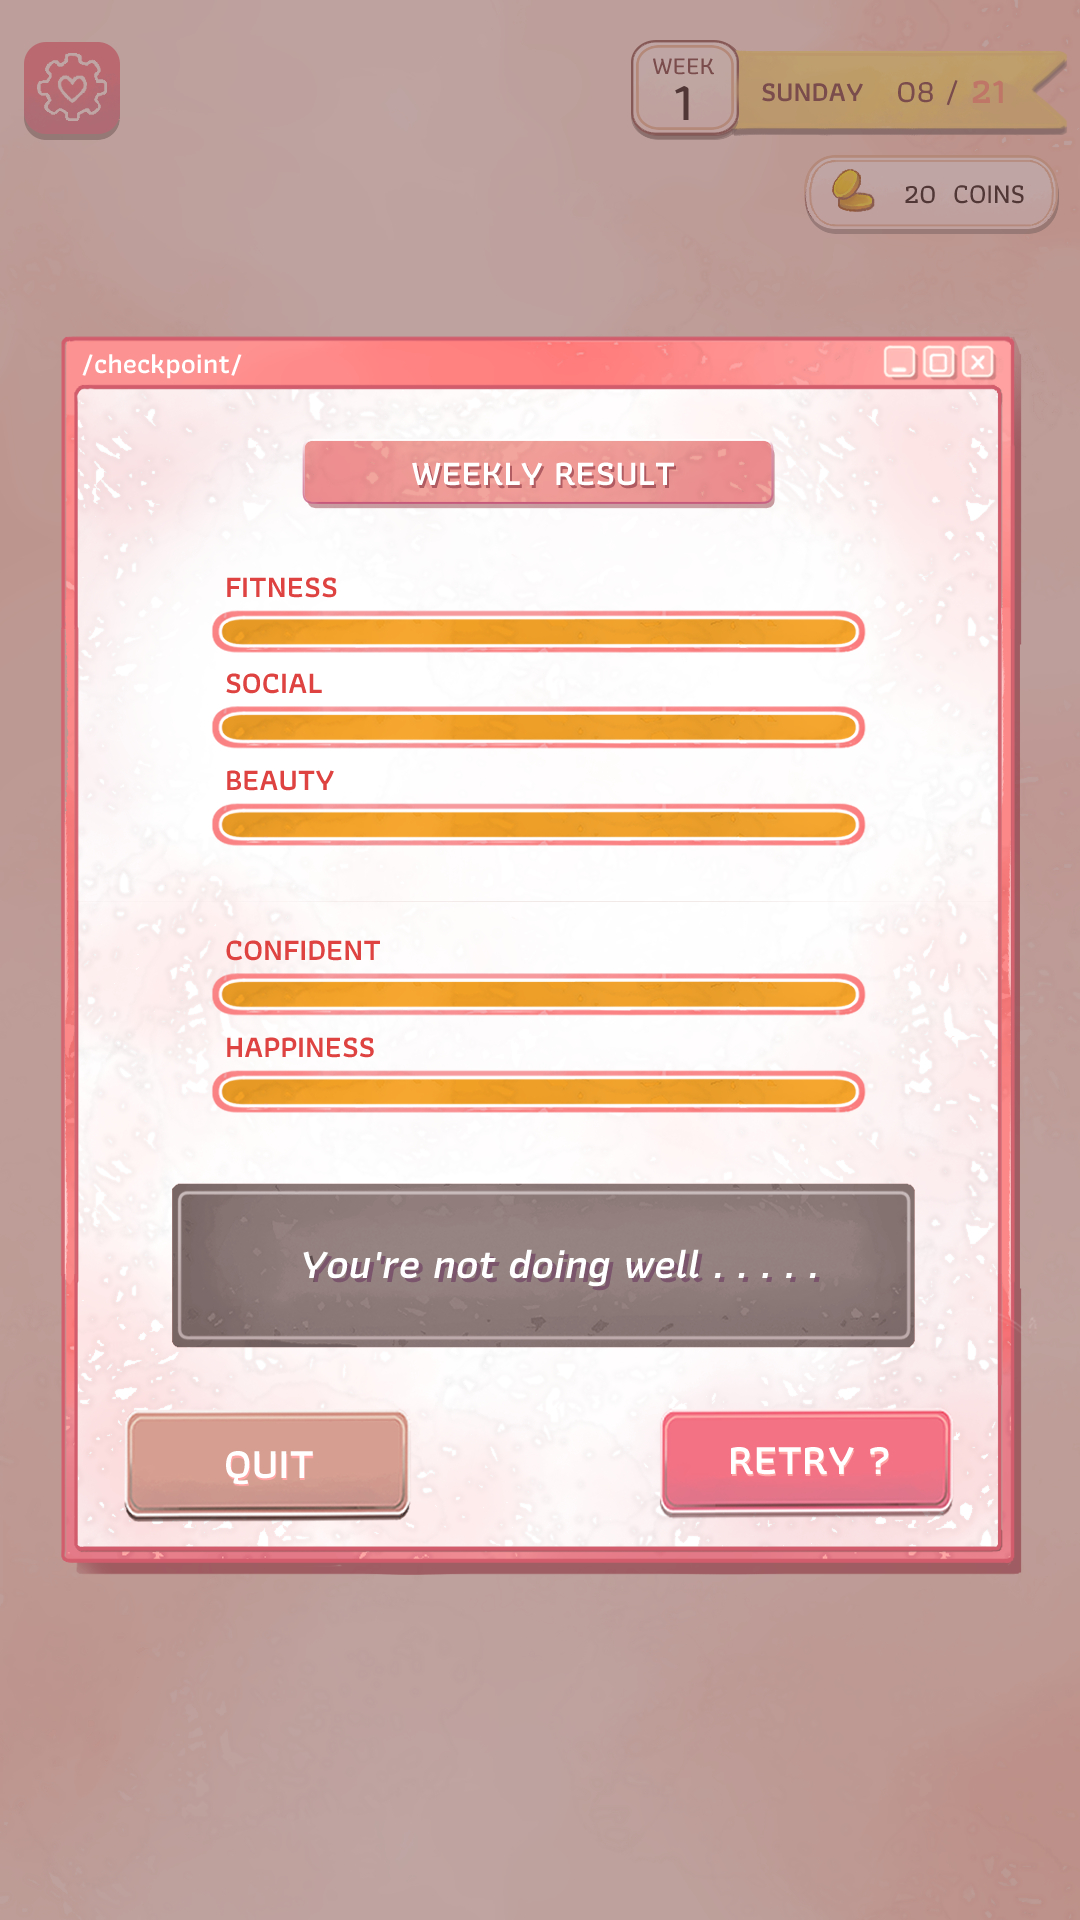 WEEK
1
SUNDAY 08 / 21
20 COINS
/checkpoint/
WEEKLY RESULT
FITNESS
SOCIAL
BEAUTY
CONFIDENT
HAPPINESS
You're not doing well . . . . .
QUIT
RETRY ?